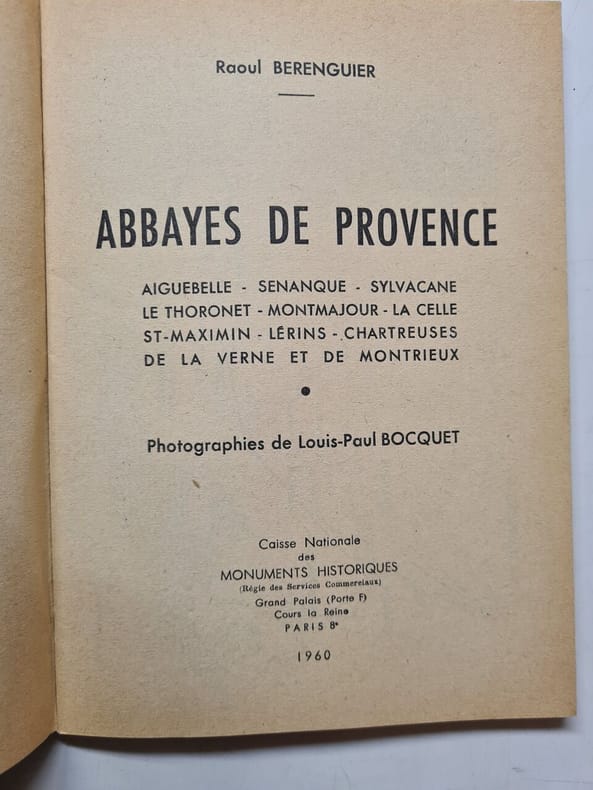 Raoul BERENGUIER
ABBAYES DE PROVENCE
AIGUEBELLE - SENANQUE - SYLVACANE
LE THORONET - MONTMAJOUR - LA CELLE
ST-MAXIMIN - LÉRINS - CHARTREUSES
DE LA VERNE ET DE MONTRIEUX
●
Photographies de Louis-Paul BOCQUET
Caisse Nationale
des
MONUMENTS HISTORIQUES
(Régie des Services Commerciaux)
Grand Palais (Porte F)
Cours la Reine
PARIS 8e
1960